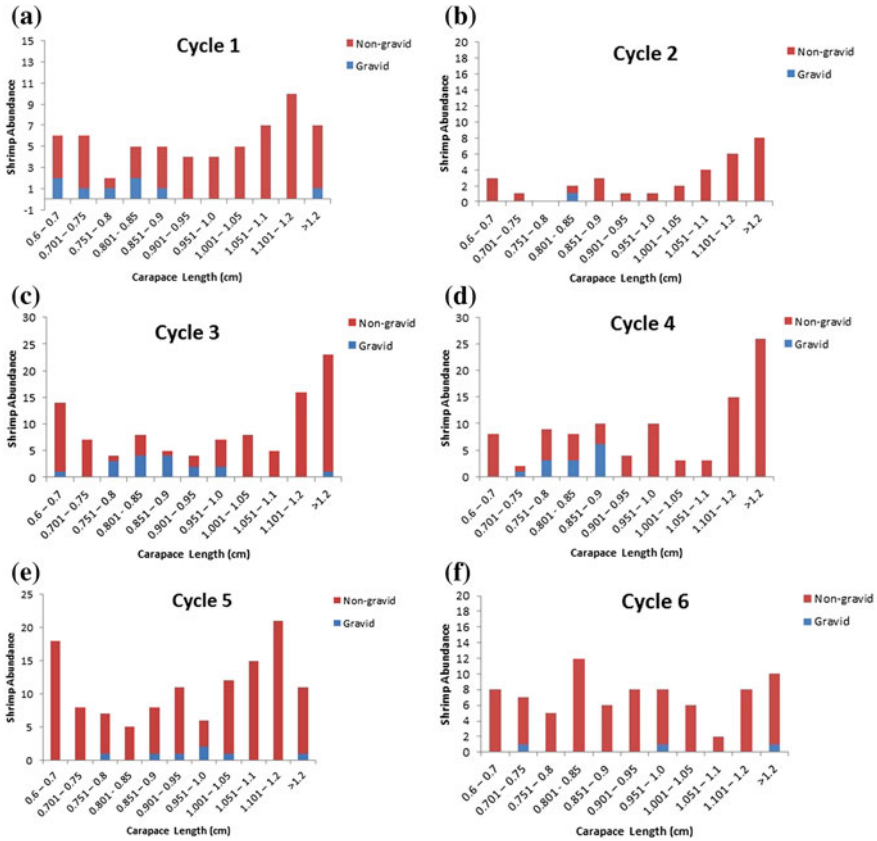 (a)
Cycle 1
Non-gravid
Gravid
Shrimp Abundance
15
13
11
9
7
5
3
1
-1
0.6 – 0.7
0.701 – 0.75
0.751 – 0.8
0.801 - 0.85
0.851 – 0.9
0.901 – 0.95
0.951 – 1.0
1.001 – 1.05
1.051 – 1.1
1.101 – 1.2
>1.2
Carapace Length (cm)
(b)
Cycle 2
Non-gravid
Gravid
Shrimp Abundance
20
18
16
14
12
10
8
6
4
2
0
0.6 – 0.7
0.701 – 0.75
0.751 – 0.8
0.801 - 0.85
0.851 – 0.9
0.901 – 0.95
0.951 – 1.0
1.001 – 1.05
1.051 – 1.1
1.101 – 1.2
>1.2
Carapace Length (cm)
(c)
Cycle 3
Non-gravid
Gravid
Shrimp Abundance
30
25
20
15
10
5
0
0.6 – 0.7
0.701 – 0.75
0.751 – 0.8
0.801 - 0.85
0.851 – 0.9
0.901 – 0.95
0.951 – 1.0
1.001 – 1.05
1.051 – 1.1
1.101 – 1.2
>1.2
Carapace Length (cm)
(d)
Cycle 4
Non-gravid
Gravid
Shrimp Abundance
30
25
20
15
10
5
0
0.6 – 0.7
0.701 – 0.75
0.751 – 0.8
0.801 - 0.85
0.851 – 0.9
0.901 – 0.95
0.951 – 1.0
1.001 – 1.05
1.051 – 1.1
1.101 – 1.2
>1.2
Carapace Length (cm)
(e)
Cycle 5
Non-gravid
Gravid
Shrimp Abundance
25
20
15
10
5
0
0.6 – 0.7
0.701 – 0.75
0.751 – 0.8
0.801 - 0.85
0.851 – 0.9
0.901 – 0.95
0.951 – 1.0
1.001 – 1.05
1.051 – 1.1
1.101 – 1.2
>1.2
Carapace Length (cm)
(f)
Cycle 6
Non-gravid
Gravid
Shrimp Abundance
20
18
16
14
12
10
8
6
4
2
0
0.6 – 0.7
0.701 – 0.75
0.751 – 0.8
0.801 – 0.85
0.851 – 0.9
0.901 – 0.95
0.951 – 1.0
1.001 – 1.05
1.051 – 1.1
1.101 – 1.2
>1.2
Carapace Length (cm)